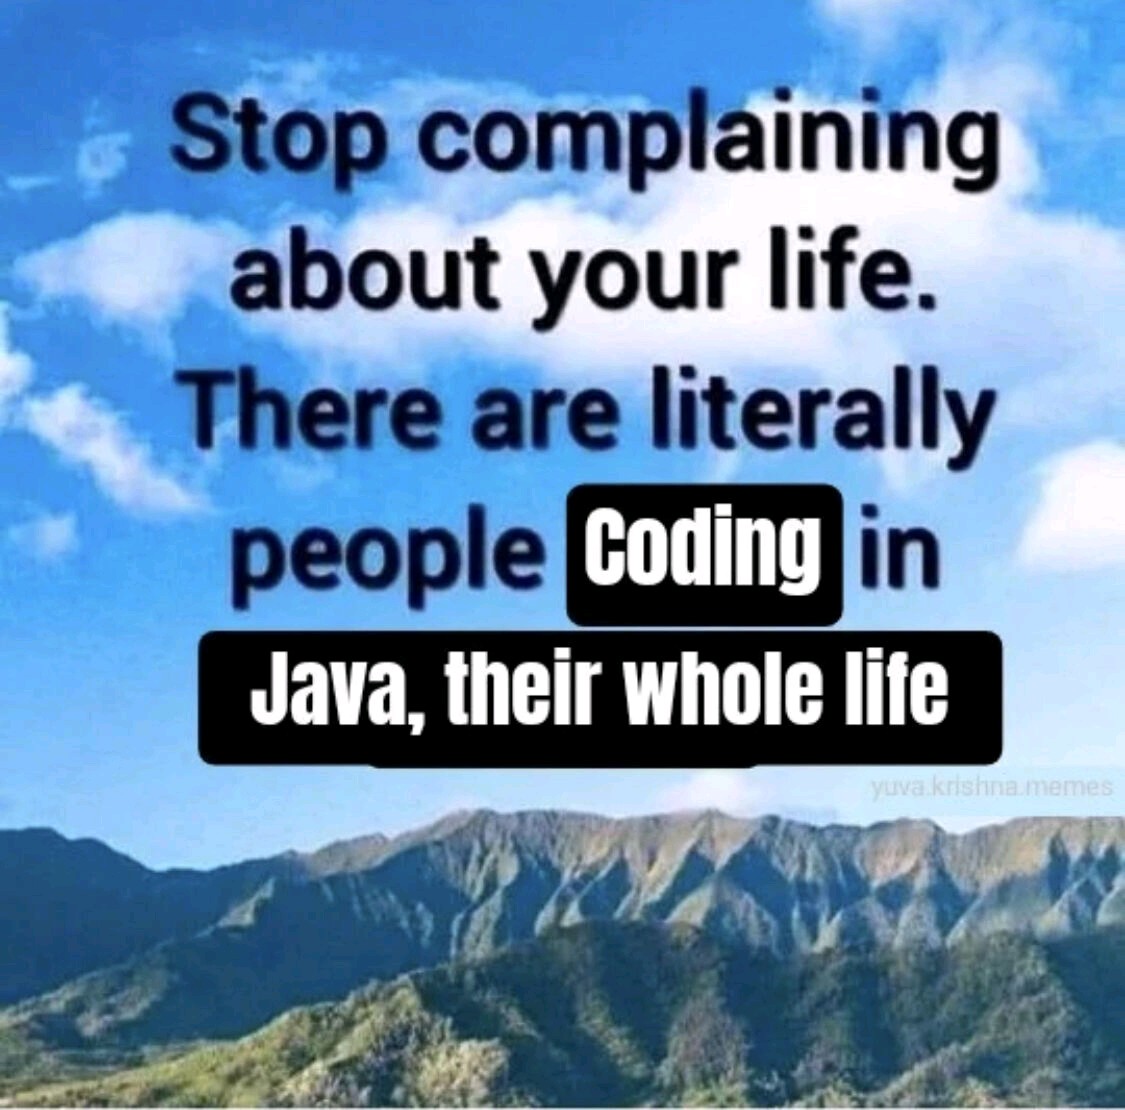 Stop complaining
about your life.
There are literally
people Coding in
Java, their whole life
yuva.krishna.memes